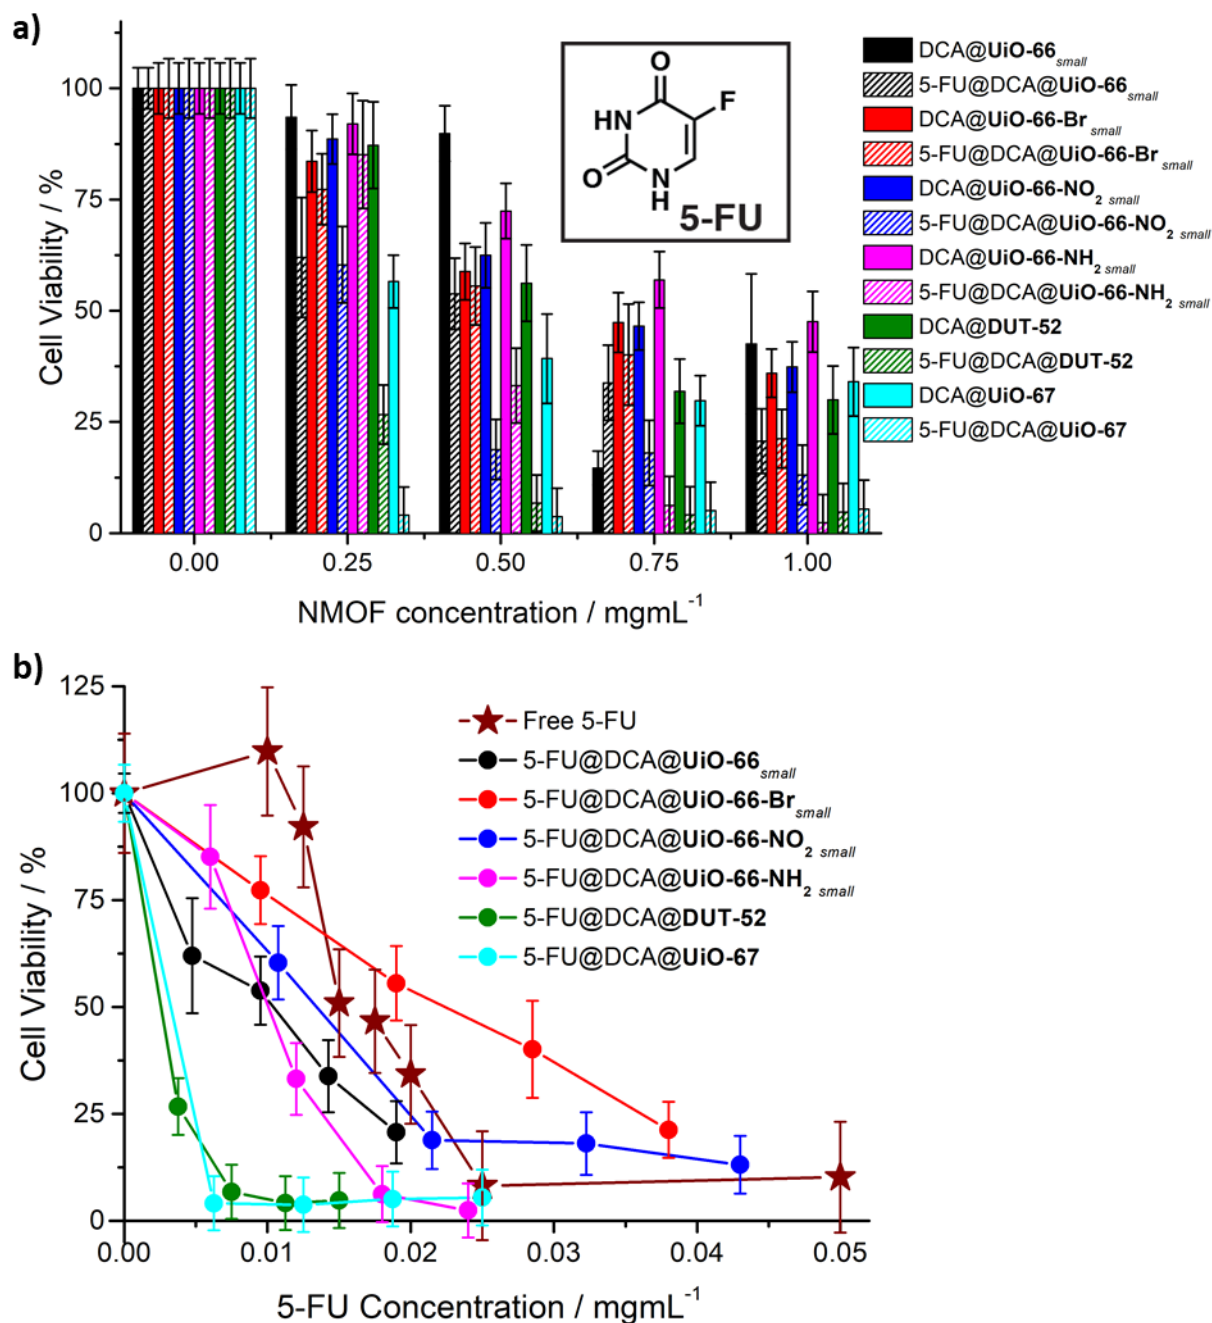 a)
100
75
50
25
0
Cell Viability / %
0.00 0.25 0.50 0.75 1.00
NMOF concentration / mgmL⁻¹
O
F
HN
O
N
H
5-FU
DCA@UiO-66 small
5-FU@DCA@UiO-66 small
DCA@UiO-66-Br small
5-FU@DCA@UiO-66-Br small
DCA@UiO-66-NO₂ small
5-FU@DCA@UiO-66-NO₂ small
DCA@UiO-66-NH₂ small
5-FU@DCA@UiO-66-NH₂ small
DCA@DUT-52
5-FU@DCA@DUT-52
DCA@UiO-67
5-FU@DCA@UiO-67
b)
125
100
75
50
25
0
Cell Viability / %
0.00 0.01 0.02 0.03 0.04 0.05
5-FU Concentration / mgmL⁻¹
Free 5-FU
5-FU@DCA@UiO-66 small
5-FU@DCA@UiO-66-Br small
5-FU@DCA@UiO-66-NO₂ small
5-FU@DCA@UiO-66-NH₂ small
5-FU@DCA@DUT-52
5-FU@DCA@UiO-67